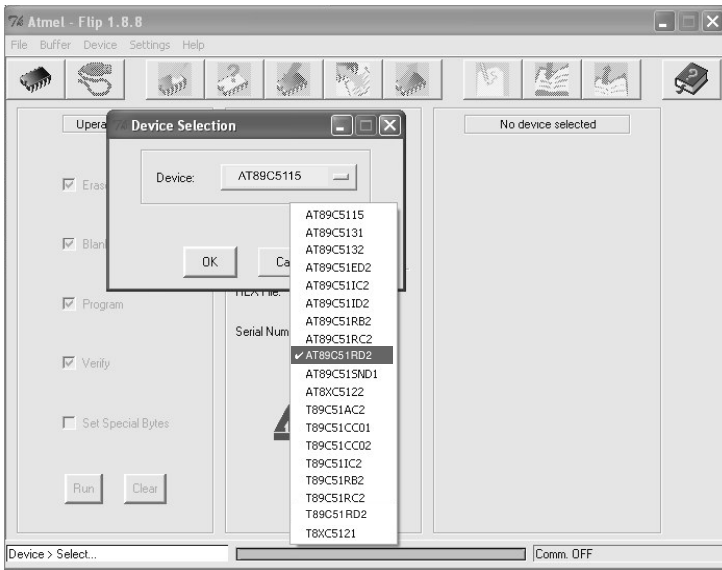 Atmel - Flip 1.8.8
File Buffer Device Settings Help
Device Selection
No device selected
Device: AT89C5115
OK
AT89C5115
AT89C5131
AT89C5132
AT89C51ED2
AT89C51IC2
AT89C51ID2
AT89C51RB2
AT89C51RC2
✔ AT89C51RD2
AT89C51SND1
AT8XC5122
T89C51AC2
T89C51CC01
T89C51CC02
T89C51IC2
T89C51RB2
T89C51RC2
T89C51RD2
T8XC5121
Program
Serial Num
Verify
Set Special Bytes
Run Clear
Device > Select...
Comm. OFF